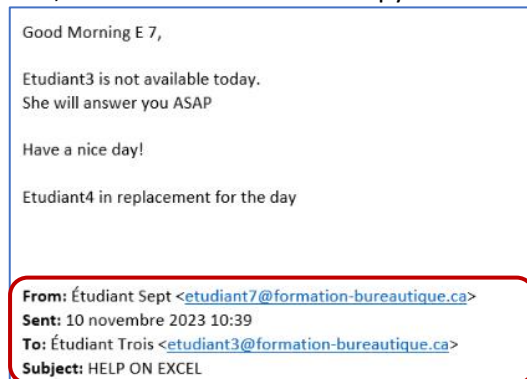 Good Morning E 7,
Etudiant3 is not available today.
She will answer you ASAP
Have a nice day!
Etudiant4 in replacement for the day
From: Étudiant Sept <etudiant7@formation-bureautique.ca>
Sent: 10 novembre 2023 10:39
To: Étudiant Trois <etudiant3@formation-bureautique.ca>
Subject: HELP ON EXCEL